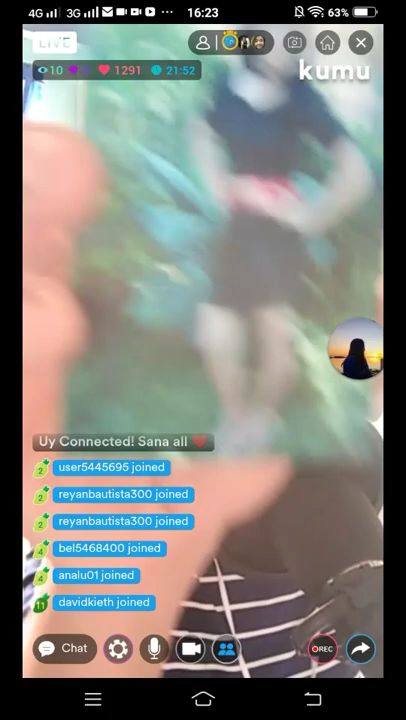 4G 3G 16:23 63%
LIVE
10 1291 21:52
kumu
Uy Connected! Sana all
2 user5445695 joined
2 reyanbautista300 joined
2 reyanbautista300 joined
4 bel5468400 joined
4 analu01 joined
11 davidkieth joined
Chat
REC